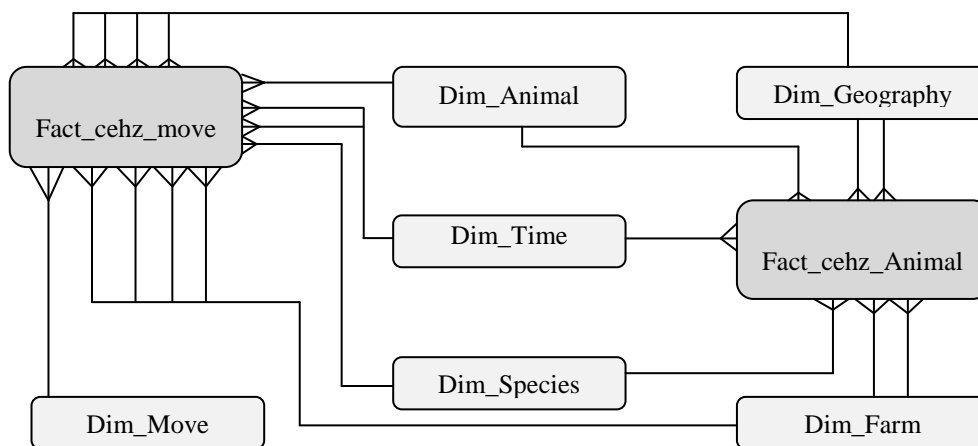 Dim_Animal
Dim_Geography
Fact_cehz_move
Dim_Time
Fact_cehz_Animal
Dim_Species
Dim_Move
Dim_Farm